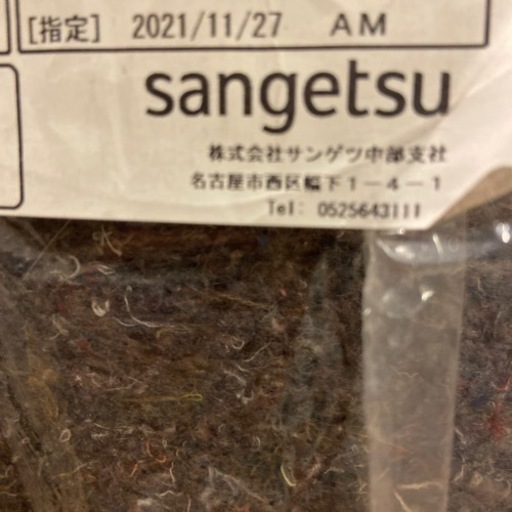 [指定] 2021/11/27 AM
sangetsu
株式会社サンゲツ中部支社
名古屋市西区幅下1-4-1
Tel: 0525643111